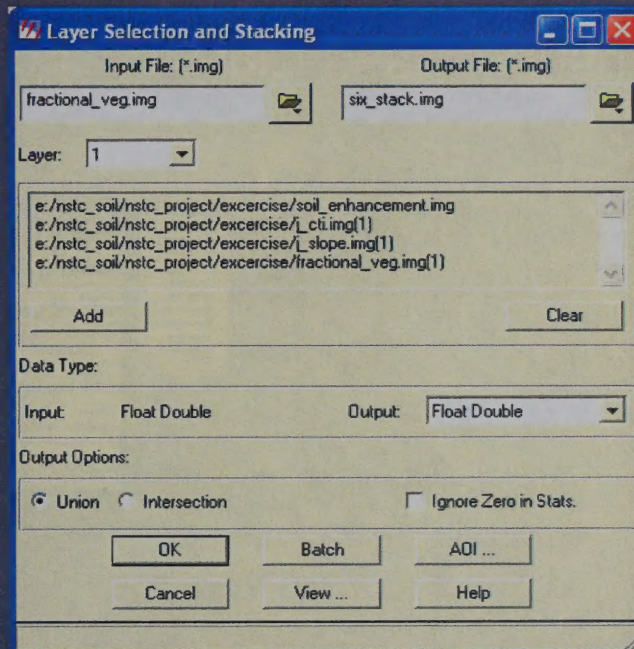 Layer Selection and Stacking
Input File: (*.img) Output File: (*.img)
fractional_veg.img six_stack.img
Layer: 1
e:/nstc_soil/nstc_project/excercise/soil_enhancement.img
e:/nstc_soil/nstc_project/excercise/j_cti.img(1)
e:/nstc_soil/nstc_project/excercise/j_slope.img(1)
e:/nstc_soil/nstc_project/excercise/fractional_veg.img(1)
Add Clear
Data Type:
Input: Float Double Output: Float Double
Output Options:
Union Intersection Ignore Zero in Stats.
OK Batch AOI ...
Cancel View ... Help